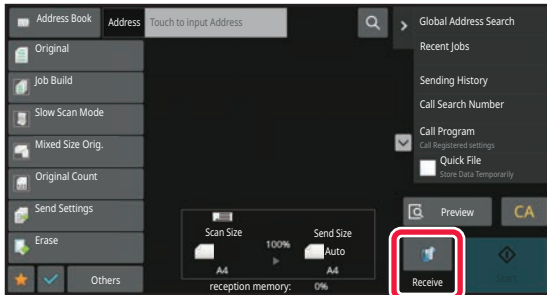 Address Book
Address
Touch to input Address
Global Address Search
Original
Recent Jobs
Job Build
Sending History
Slow Scan Mode
Call Search Number
Mixed Size Orig.
Call Program
Call Registered settings
Quick File
Store Data Temporarily
Original Count
Send Settings
Preview
CA
Scan Size
Send Size
100%
Auto
Erase
A4
A4
Others
reception memory:
0%
Receive
Start